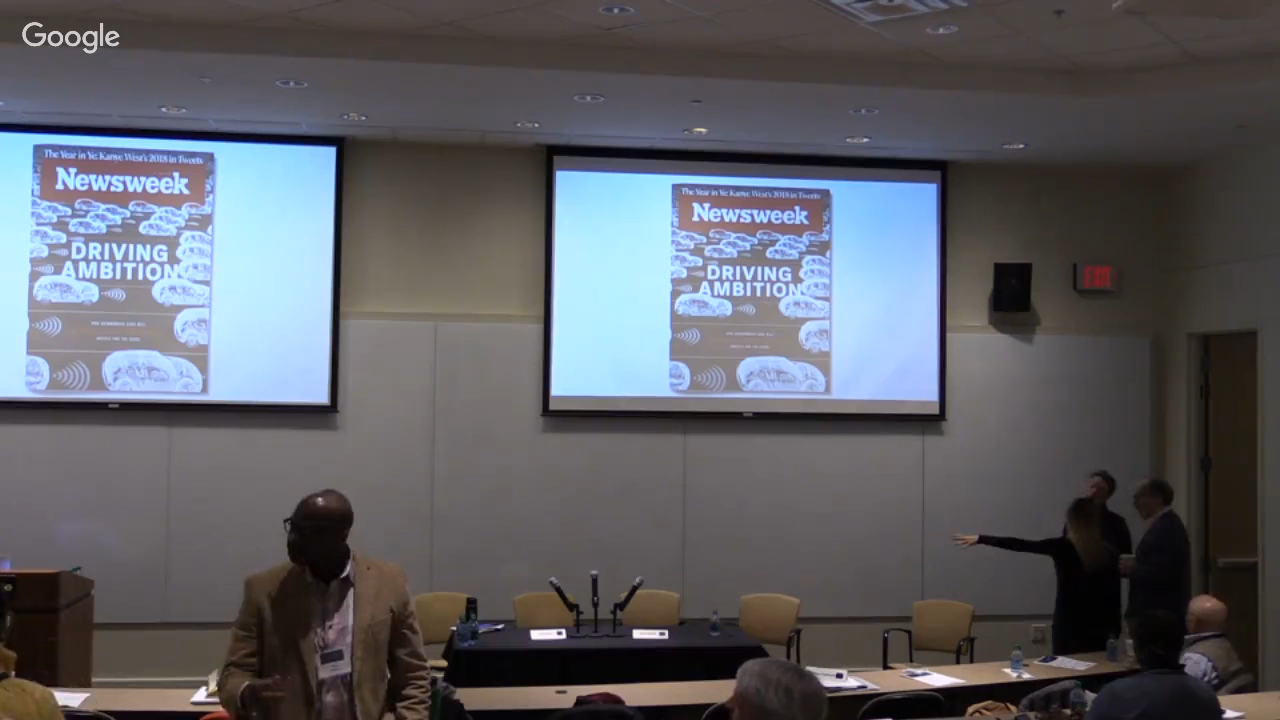 Google
The Year in Ye: Kanye West's 2018 in Tweets
Newsweek
DRIVING
AMBITION
The Year in Ye: Kanye West's 2018 in Tweets
Newsweek
DRIVING
AMBITION
EXIT